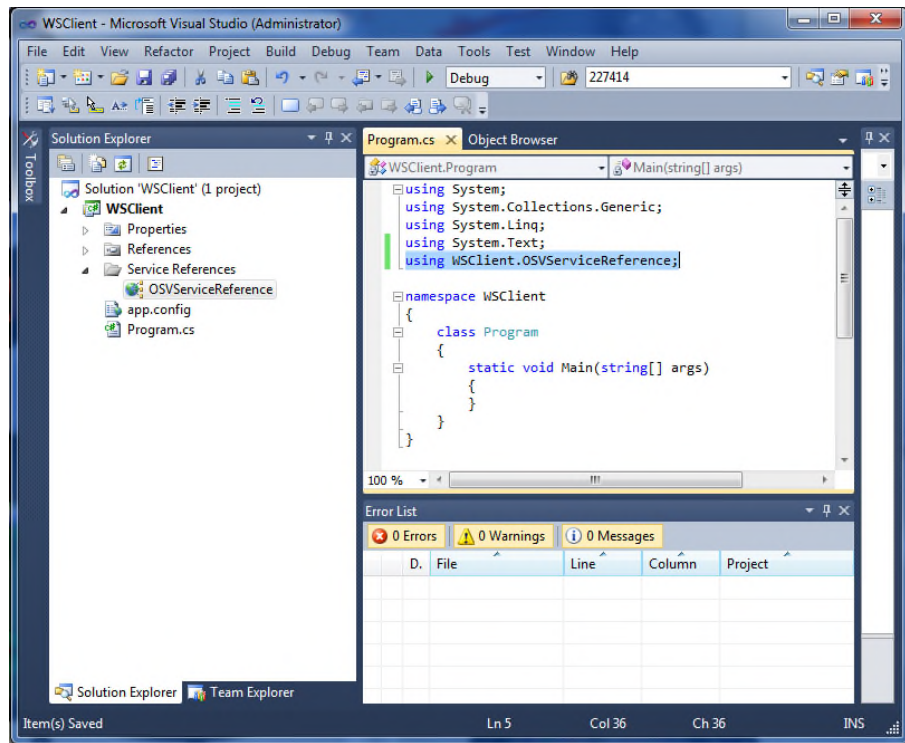 WSClient - Microsoft Visual Studio (Administrator)
File Edit View Refactor Project Build Debug Team Data Tools Test Window Help
Debug 227414
Toolbox
Solution Explorer
Solution 'WSClient' (1 project)
WSClient
Properties
References
Service References
OSVServiceReference
app.config
Program.cs
Solution Explorer Team Explorer
Program.cs Object Browser
WSClient.Program Main(string[] args)
using System;
using System.Collections.Generic;
using System.Linq;
using System.Text;
using WSClient.OSVServiceReference;
namespace WSClient
{
class Program
{
static void Main(string[] args)
{
}
}
}
100 %
Error List
0 Errors 0 Warnings 0 Messages
D. File Line Column Project
Item(s) Saved Ln 5 Col 36 Ch 36 INS